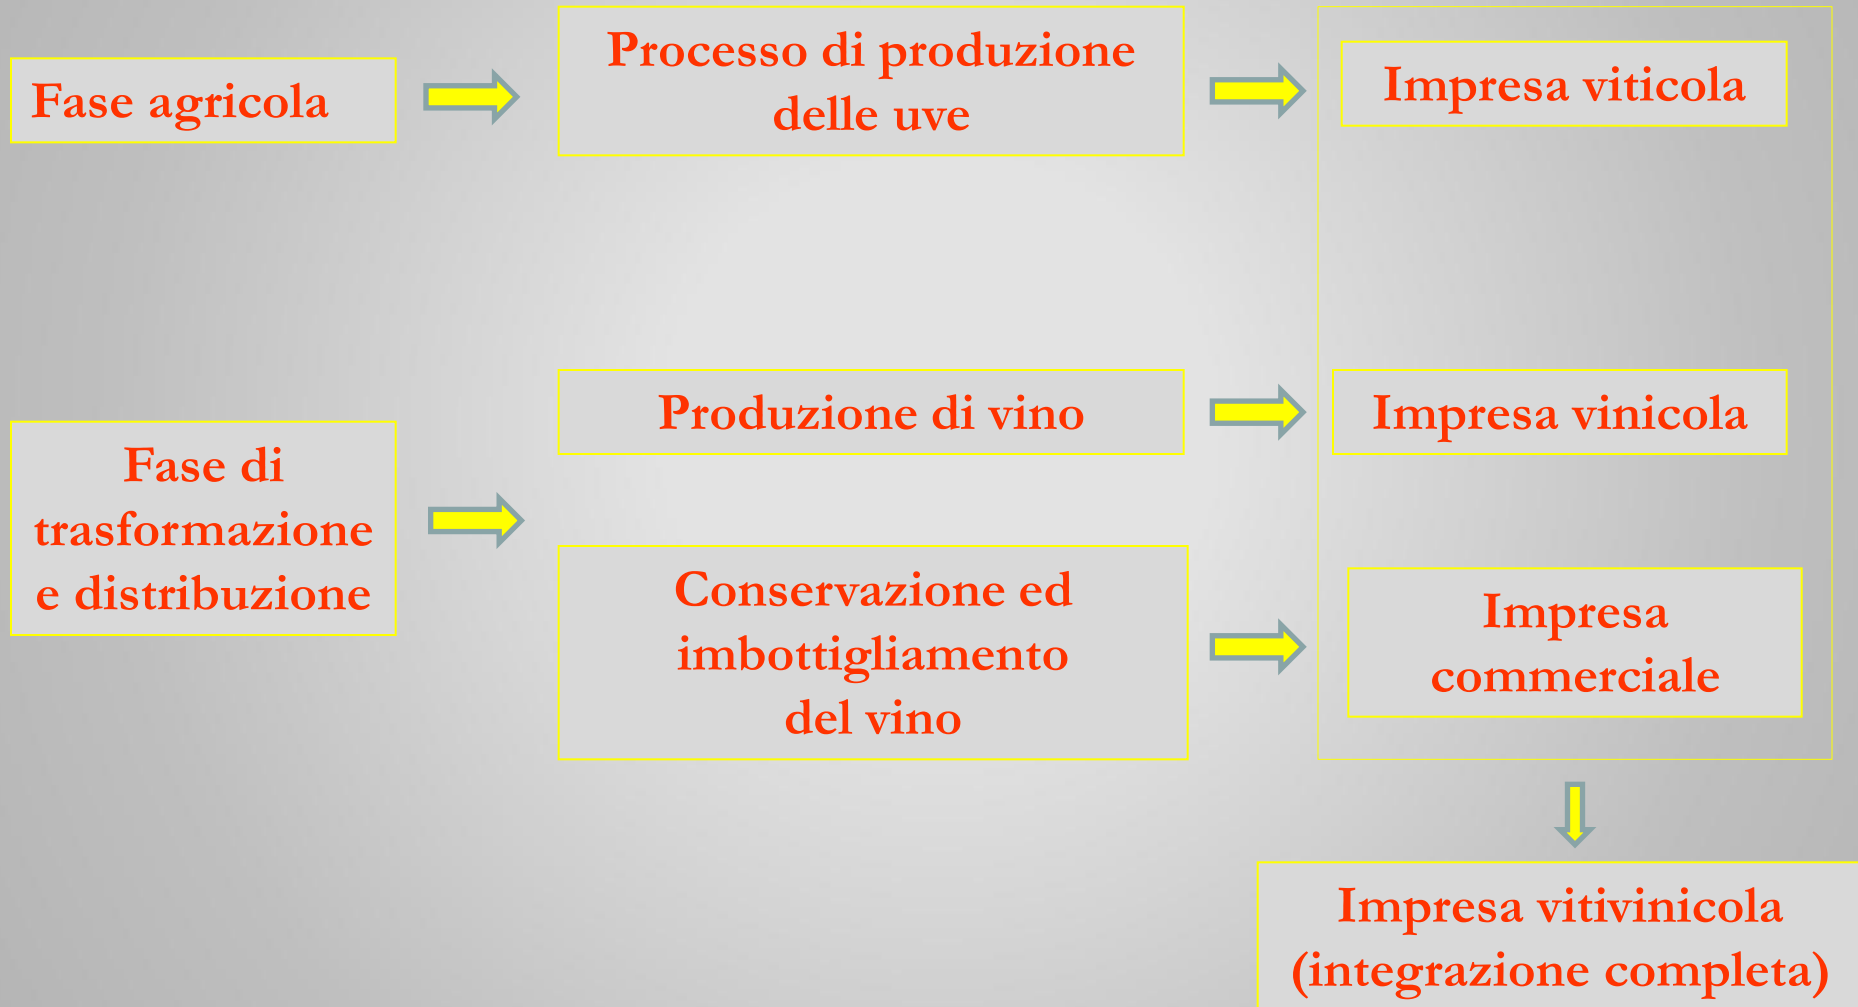 Fase agricola
Processo di produzione
delle uve
Impresa viticola
Fase di
trasformazione
e distribuzione
Produzione di vino
Impresa vinicola
Conservazione ed
imbottigliamento
del vino
Impresa
commerciale
Impresa vitivinicola
(integrazione completa)